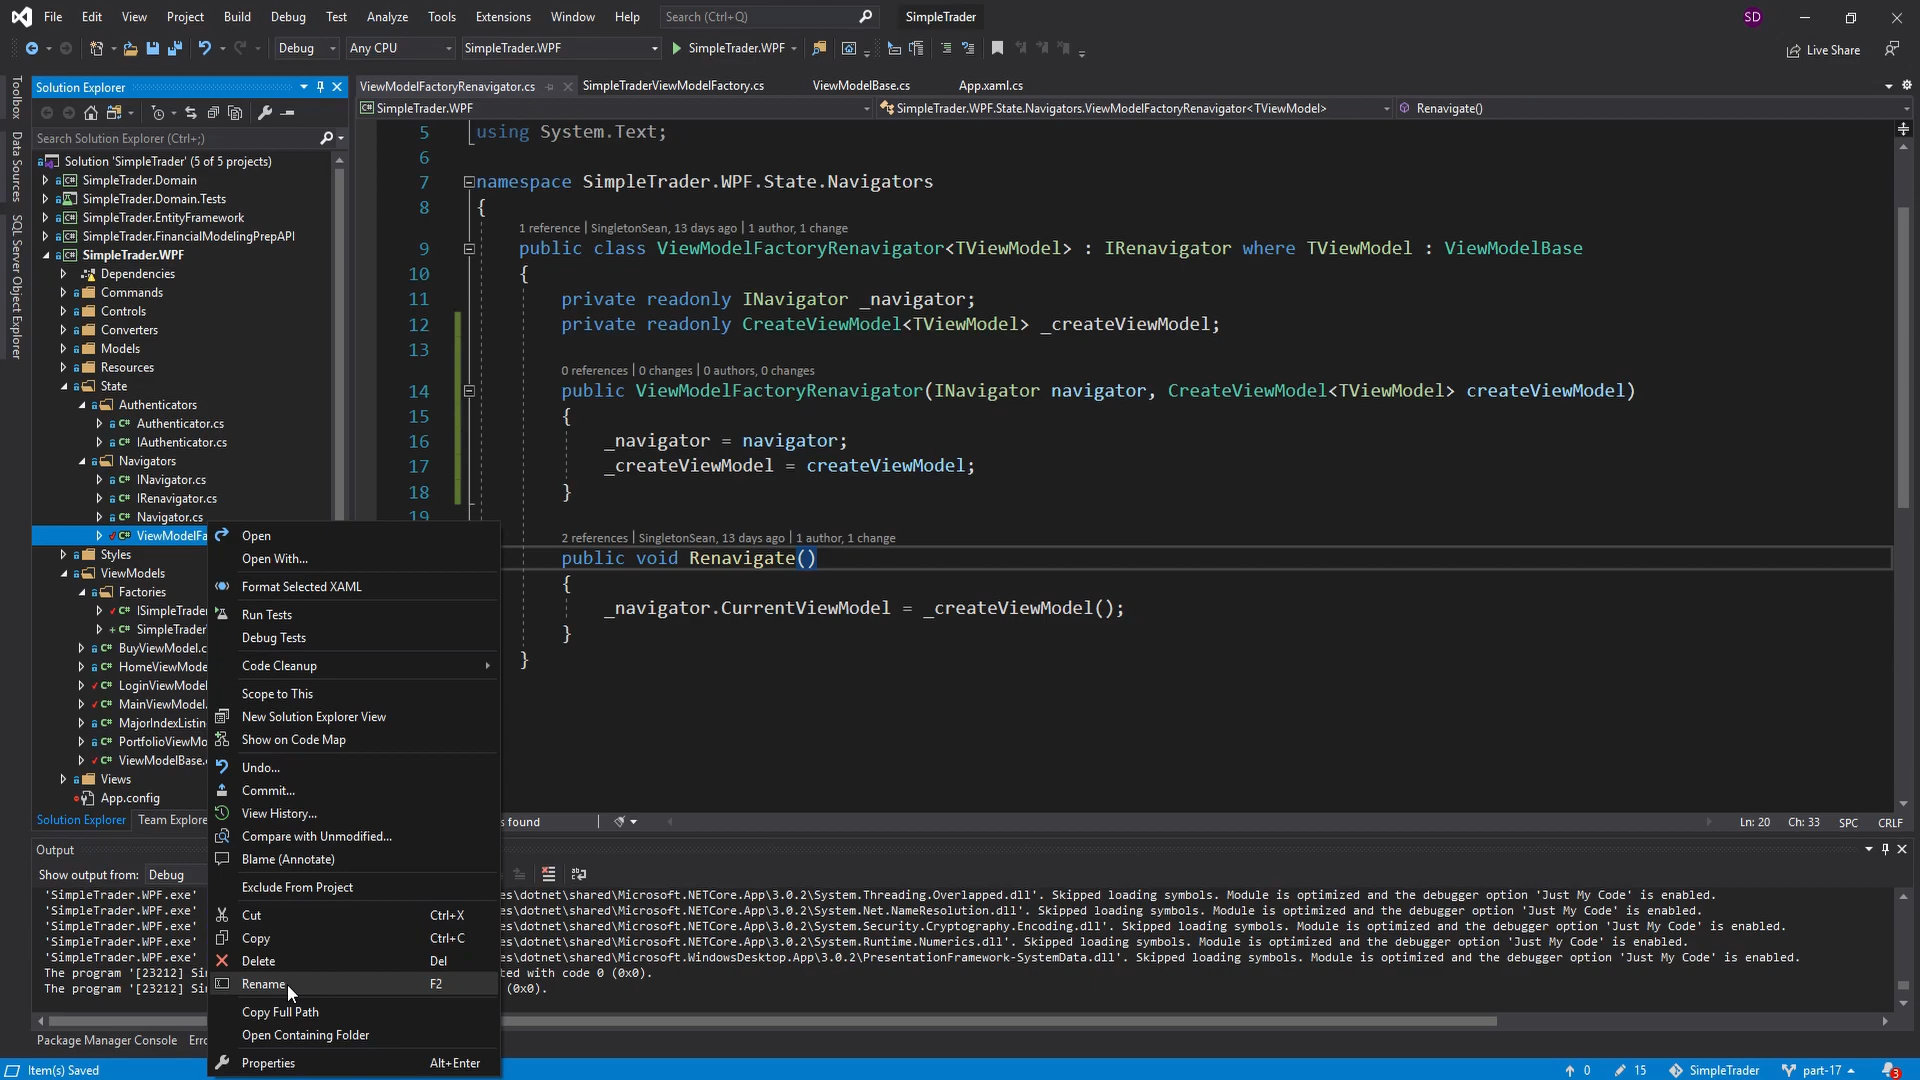 File Edit View Project Build Debug Test Analyze Tools Extensions Window Help Search (Ctrl+Q) SimpleTrader SD
Debug Any CPU SimpleTrader.WPF SimpleTrader.WPF Live Share
Toolbox
Data Sources
SQL Server Object Explorer
Solution Explorer
Search Solution Explorer (Ctrl+;)
Solution 'SimpleTrader' (5 of 5 projects)
SimpleTrader.Domain
SimpleTrader.Domain.Tests
SimpleTrader.EntityFramework
SimpleTrader.FinancialModelingPrepAPI
SimpleTrader.WPF
Dependencies
Commands
Controls
Converters
Models
Resources
State
Authenticators
Authenticator.cs
IAuthenticator.cs
Navigators
INavigator.cs
IRenavigator.cs
Navigator.cs
ViewModelFa
Styles
ViewModels
Factories
ISimpleTrader
SimpleTrader
BuyViewModel.c
HomeViewMode
LoginViewModel
MainViewModel.
MajorIndexListin
PortfolioViewMo
ViewModelBase.c
Views
App.config
Solution Explorer Team Explore
ViewModelFactoryRenavigator.cs SimpleTraderViewModelFactory.cs ViewModelBase.cs App.xaml.cs
SimpleTrader.WPF SimpleTrader.WPF.State.Navigators.ViewModelFactoryRenavigator<TViewModel> Renavigate()
5 using System.Text;
6
7 namespace SimpleTrader.WPF.State.Navigators
8 {
1 reference | SingletonSean, 13 days ago | 1 author, 1 change
9 public class ViewModelFactoryRenavigator<TViewModel> : IRenavigator where TViewModel : ViewModelBase
10 {
11 private readonly INavigator _navigator;
12 private readonly CreateViewModel<TViewModel> _createViewModel;
13
0 references | 0 changes | 0 authors, 0 changes
14 public ViewModelFactoryRenavigator(INavigator navigator, CreateViewModel<TViewModel> createViewModel)
15 {
16 _navigator = navigator;
17 _createViewModel = createViewModel;
18 }
19
2 references | SingletonSean, 13 days ago | 1 author, 1 change
public void Renavigate()
{
_navigator.CurrentViewModel = _createViewModel();
}
}
s found Ln: 20 Ch: 33 SPC CRLF
Open
Open With...
Format Selected XAML
Run Tests
Debug Tests
Code Cleanup
Scope to This
New Solution Explorer View
Show on Code Map
Undo...
Commit...
View History...
Compare with Unmodified...
Blame (Annotate)
Exclude From Project
Cut Ctrl+X
Copy Ctrl+C
Delete Del
Rename F2
Copy Full Path
Open Containing Folder
Properties Alt+Enter
Output
Show output from: Debug
'SimpleTrader.WPF.exe' es\dotnet\shared\Microsoft.NETCore.App\3.0.2\System.Threading.Overlapped.dll'. Skipped loading symbols. Module is optimized and the debugger option 'Just My Code' is enabled.
'SimpleTrader.WPF.exe' es\dotnet\shared\Microsoft.NETCore.App\3.0.2\System.Net.NameResolution.dll'. Skipped loading symbols. Module is optimized and the debugger option 'Just My Code' is enabled.
'SimpleTrader.WPF.exe' es\dotnet\shared\Microsoft.NETCore.App\3.0.2\System.Security.Cryptography.Encoding.dll'. Skipped loading symbols. Module is optimized and the debugger option 'Just My Code' is enabled.
'SimpleTrader.WPF.exe' es\dotnet\shared\Microsoft.NETCore.App\3.0.2\System.Runtime.Numerics.dll'. Skipped loading symbols. Module is optimized and the debugger option 'Just My Code' is enabled.
'SimpleTrader.WPF.exe' es\dotnet\shared\Microsoft.WindowsDesktop.App\3.0.2\PresentationFramework-SystemData.dll'. Skipped loading symbols. Module is optimized and the debugger option 'Just My Code' is enabled.
The program '[23212] Si ted with code 0 (0x0).
The program '[23212] Si (0x0).
Package Manager Console Erro
Item(s) Saved 0 15 SimpleTrader part-17 3